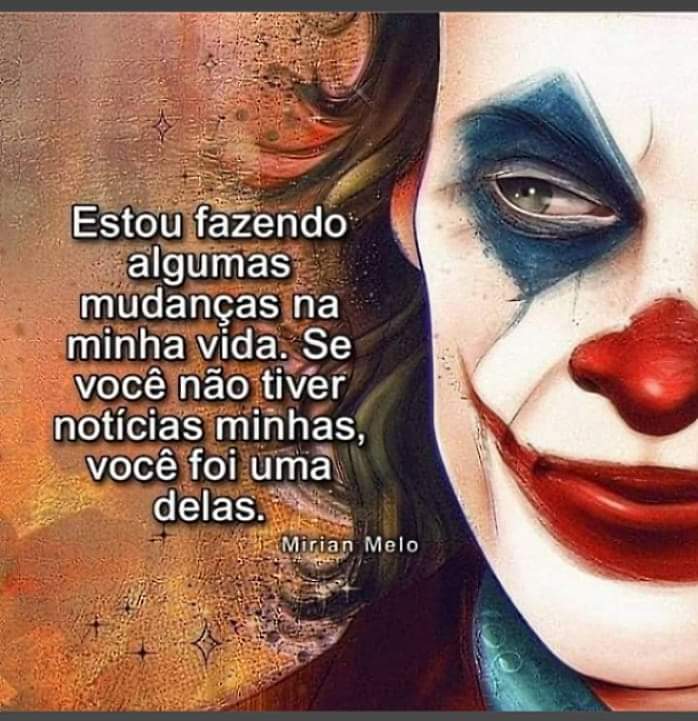 Estou fazendo
algumas
mudanças na
minha vida. Se
você não tiver
notícias minhas,
você foi uma
delas.
Mirian Melo